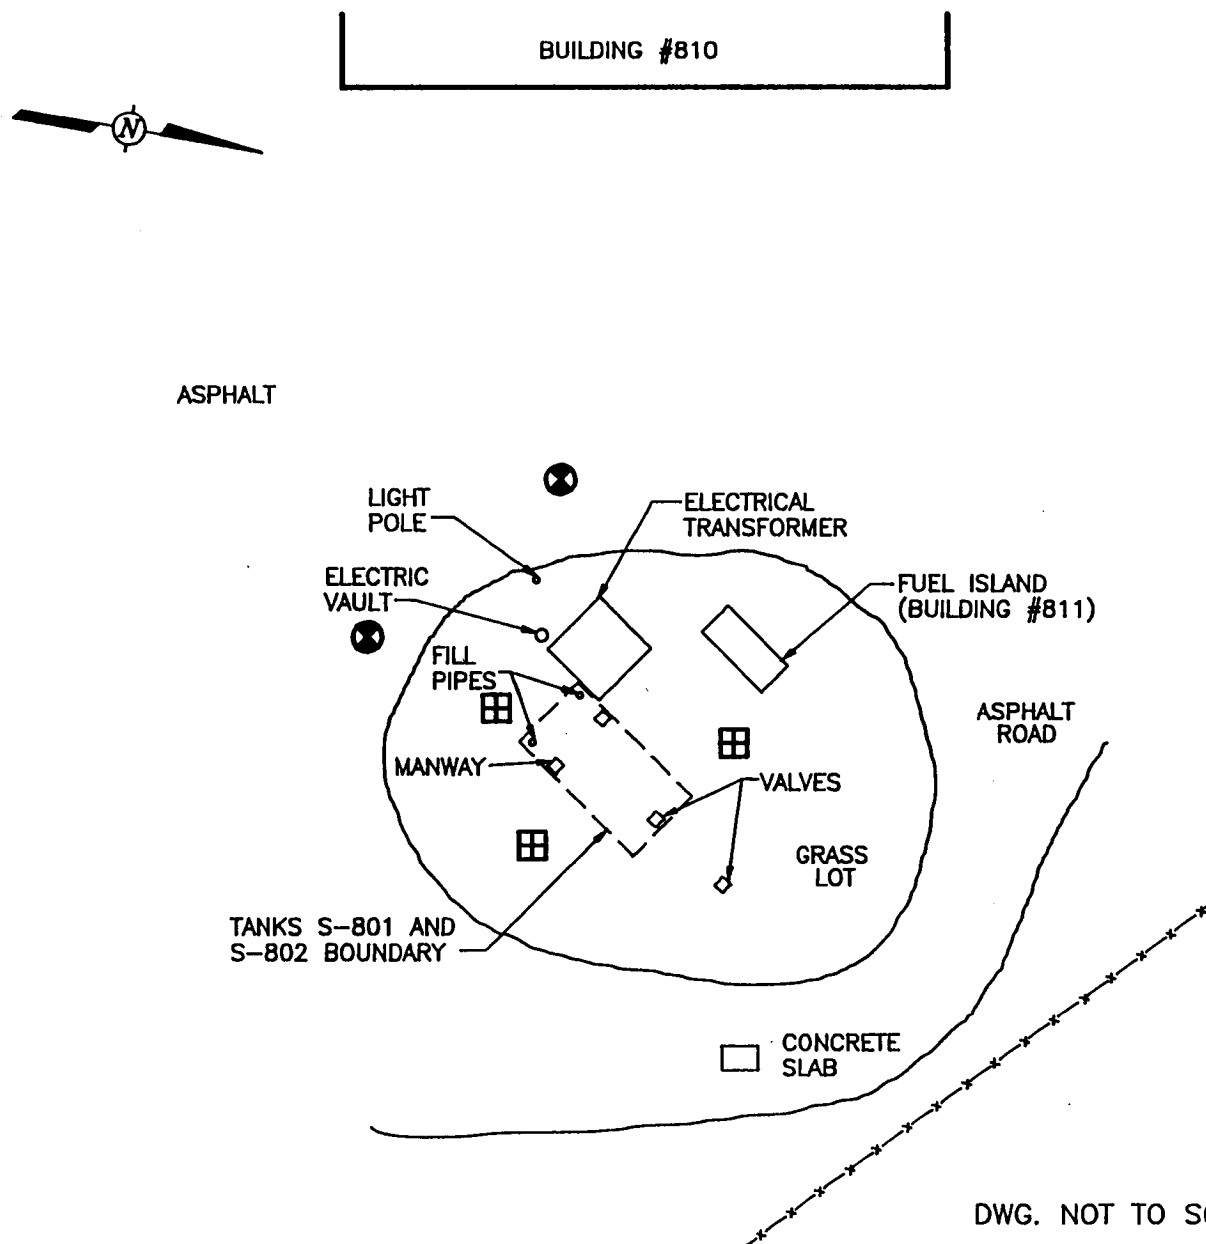 BUILDING #810
N
ASPHALT
LIGHT
POLE
ELECTRICAL
TRANSFORMER
ELECTRIC
VAULT
FUEL ISLAND
(BUILDING #811)
FILL
PIPES
ASPHALT
ROAD
MANWAY
VALVES
GRASS
LOT
TANKS S-801 AND
S-802 BOUNDARY
CONCRETE
SLAB
DWG. NOT TO